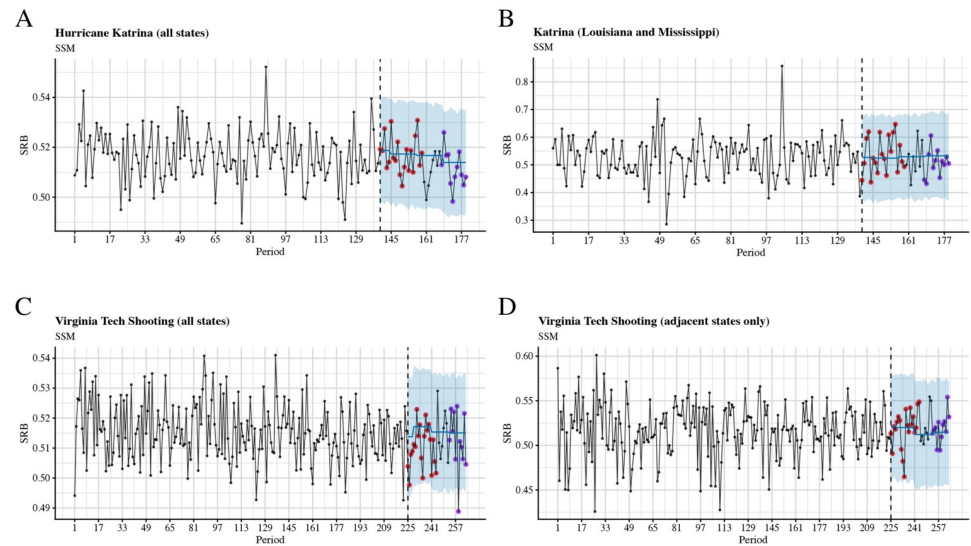 A
Hurricane Katrina (all states)
SSM
SRB
0.54
0.52
0.50
1 17 33 49 65 81 97 113 129 145 161 177
Period
B
Katrina (Louisiana and Mississippi)
SSM
SRB
0.8
0.7
0.6
0.5
0.4
0.3
1 17 33 49 65 81 97 113 129 145 161 177
Period
C
Virginia Tech Shooting (all states)
SSM
SRB
0.54
0.53
0.52
0.51
0.50
0.49
1 17 33 49 65 81 97 113 129 145 161 177 193 209 225 241 257
Period
D
Virginia Tech Shooting (adjacent states only)
SSM
SRB
0.60
0.55
0.50
0.45
1 17 33 49 65 81 97 113 129 145 161 177 193 209 225 241 257
Period